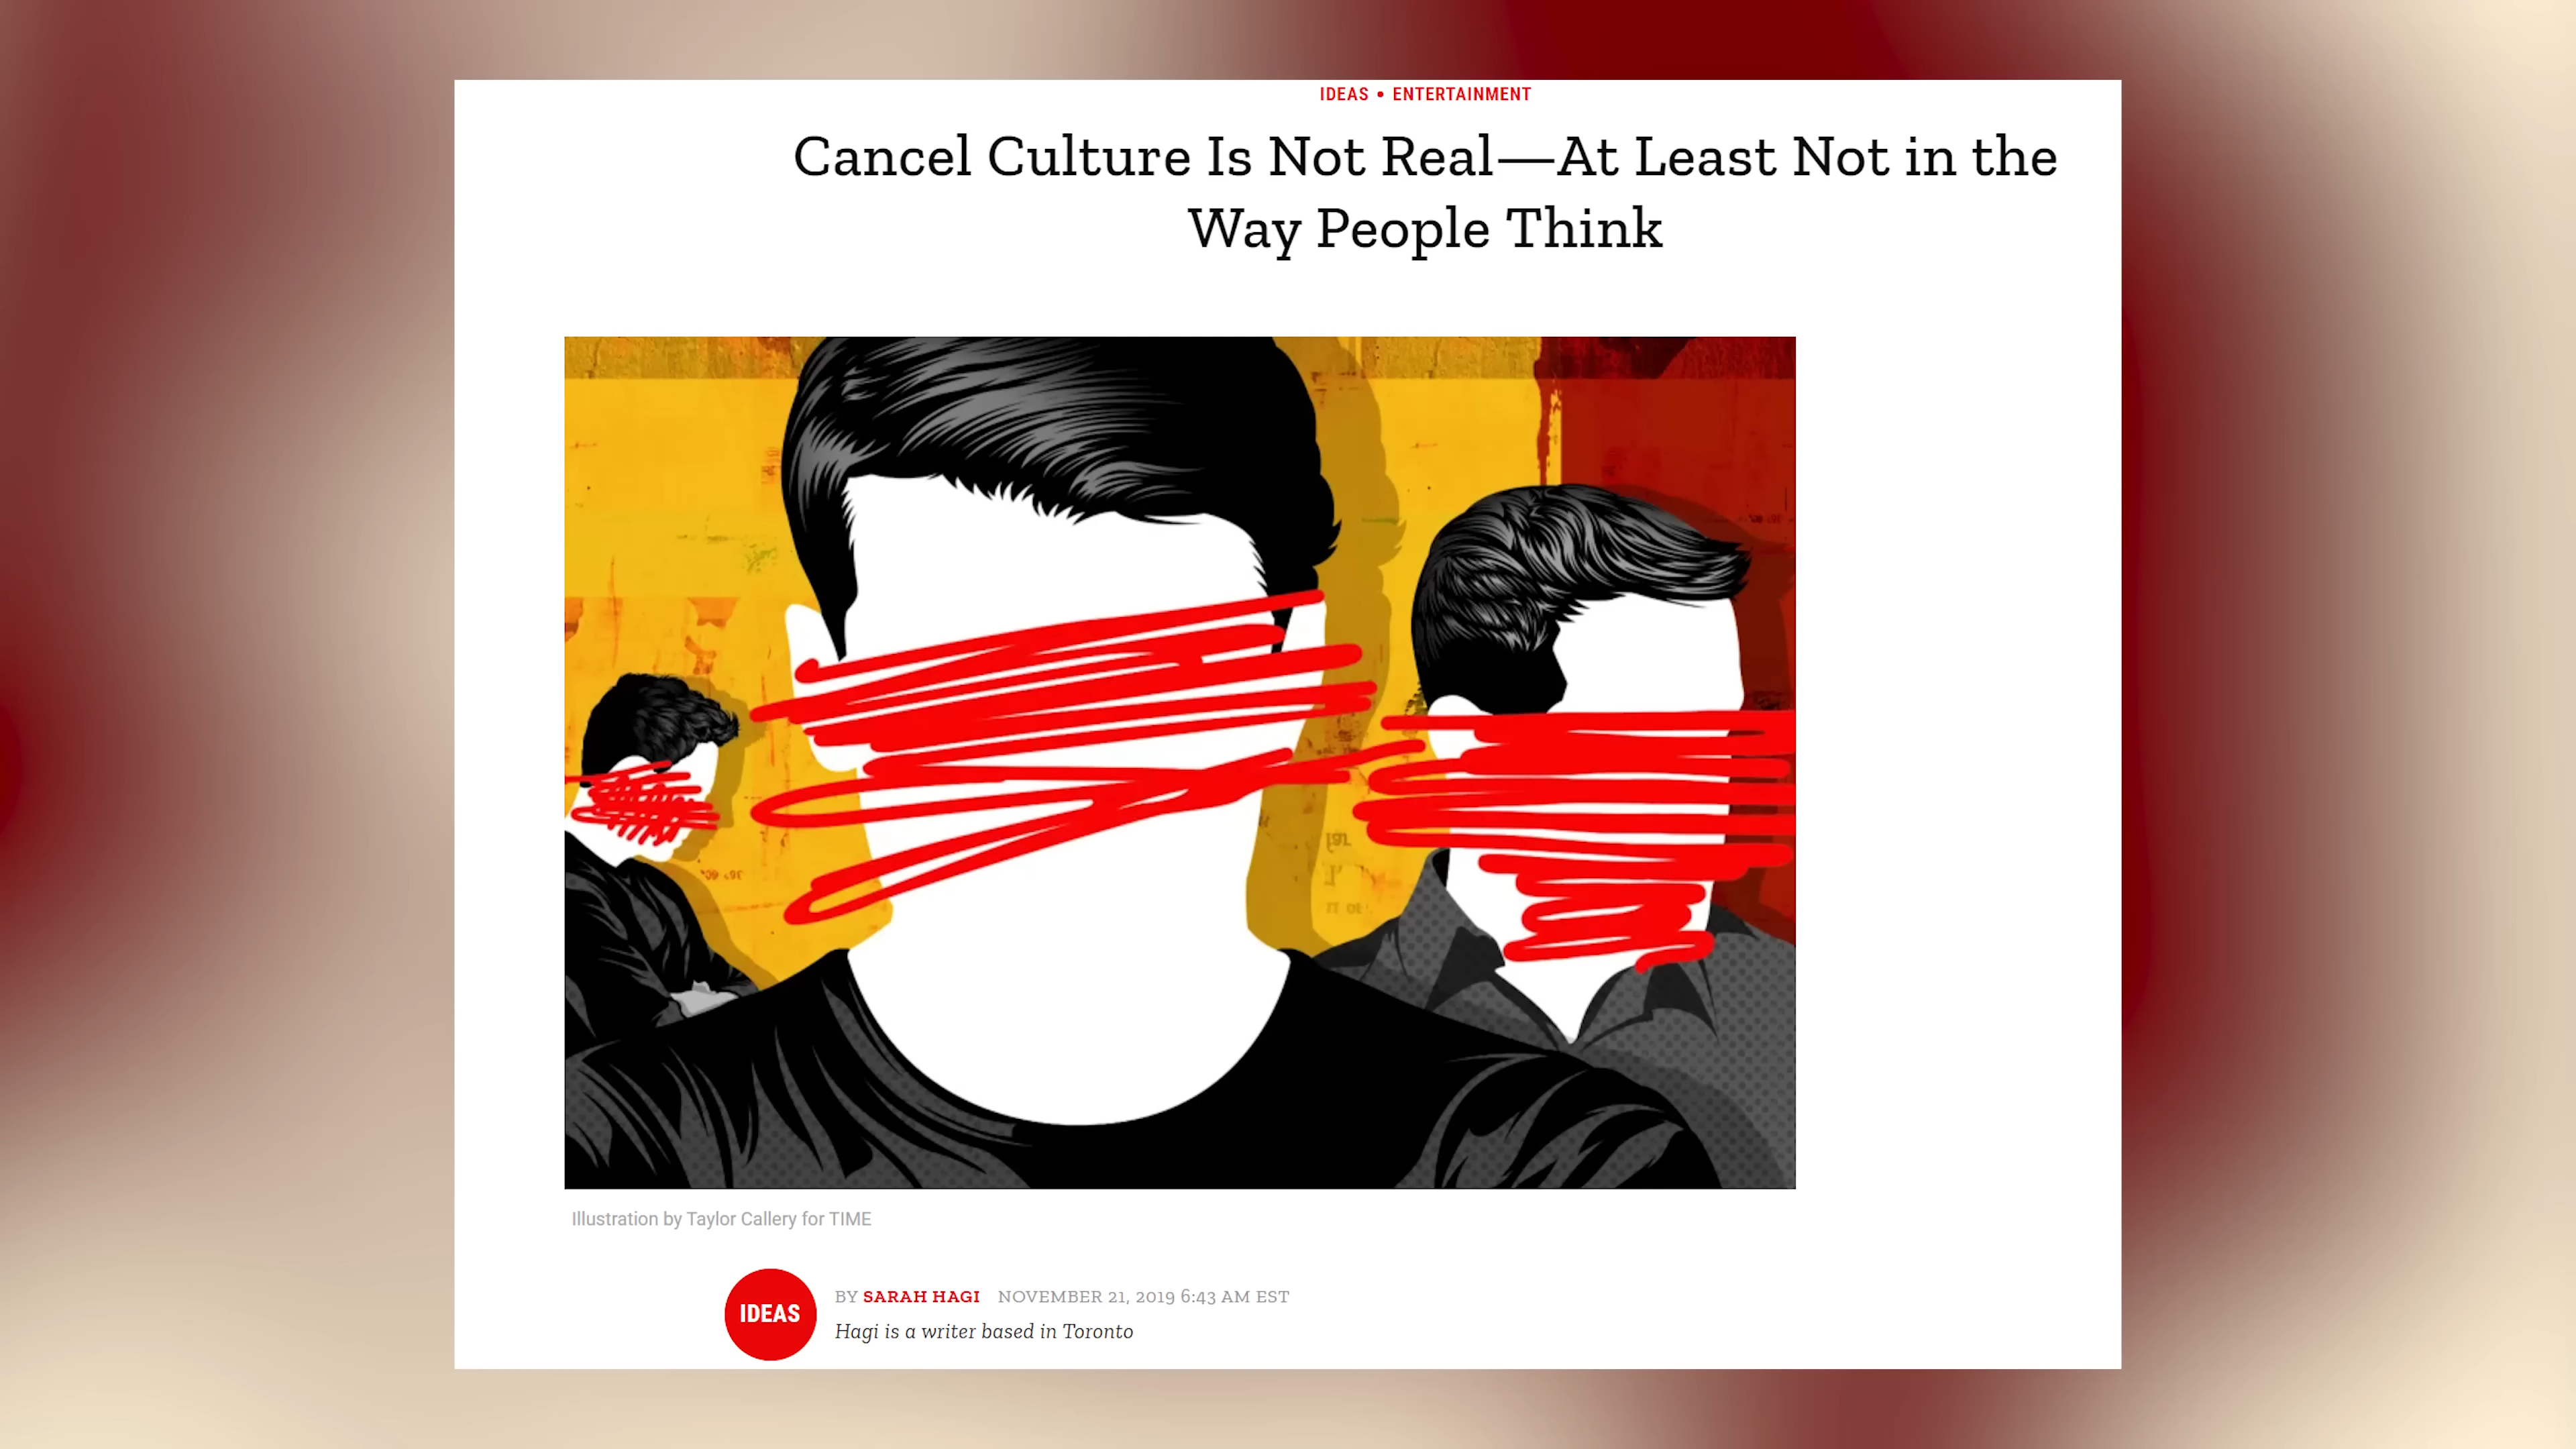 IDEAS • ENTERTAINMENT
Cancel Culture Is Not Real—At Least Not in the
Way People Think
Illustration by Taylor Callery for TIME
IDEAS
BY SARAH HAGI NOVEMBER 21, 2019 6:43 AM EST
Hagi is a writer based in Toronto